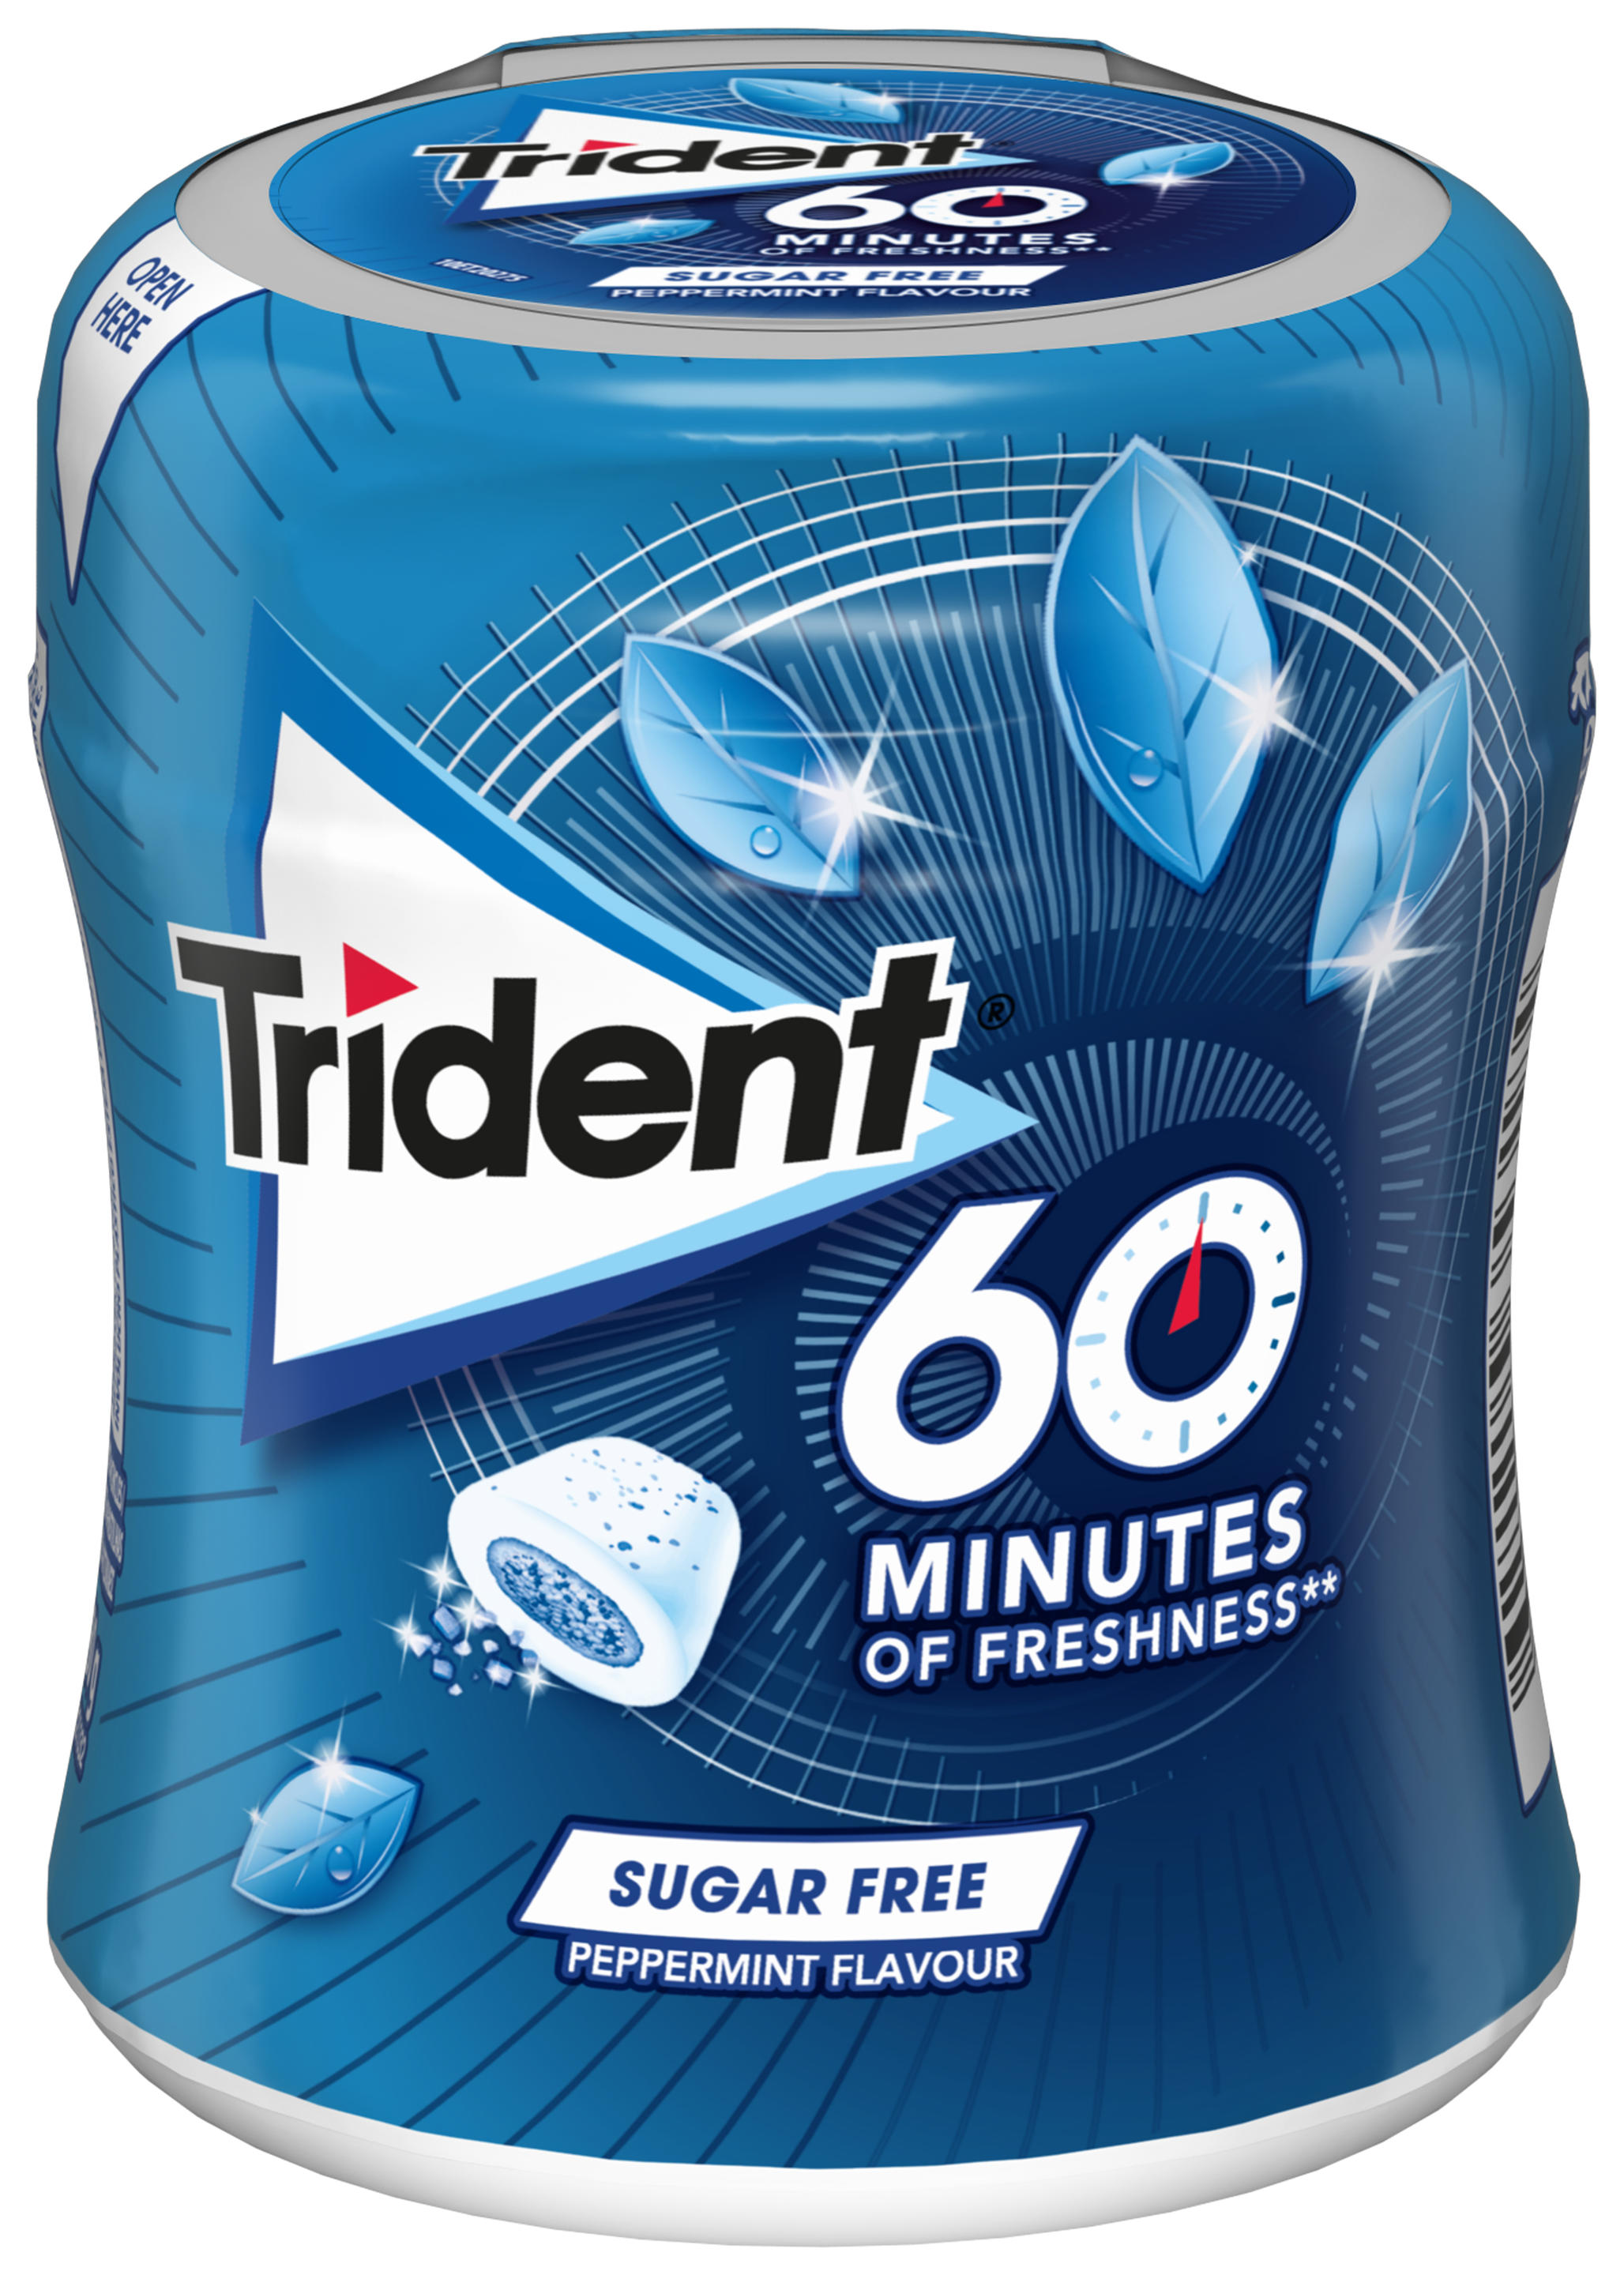 Trident
60
MINUTES
OF FRESHNESS**
SUGAR FREE
PEPPERMINT FLAVOUR
OPEN
HERE
Trident®
60
MINUTES
OF FRESHNESS**
SUGAR FREE
PEPPERMINT FLAVOUR